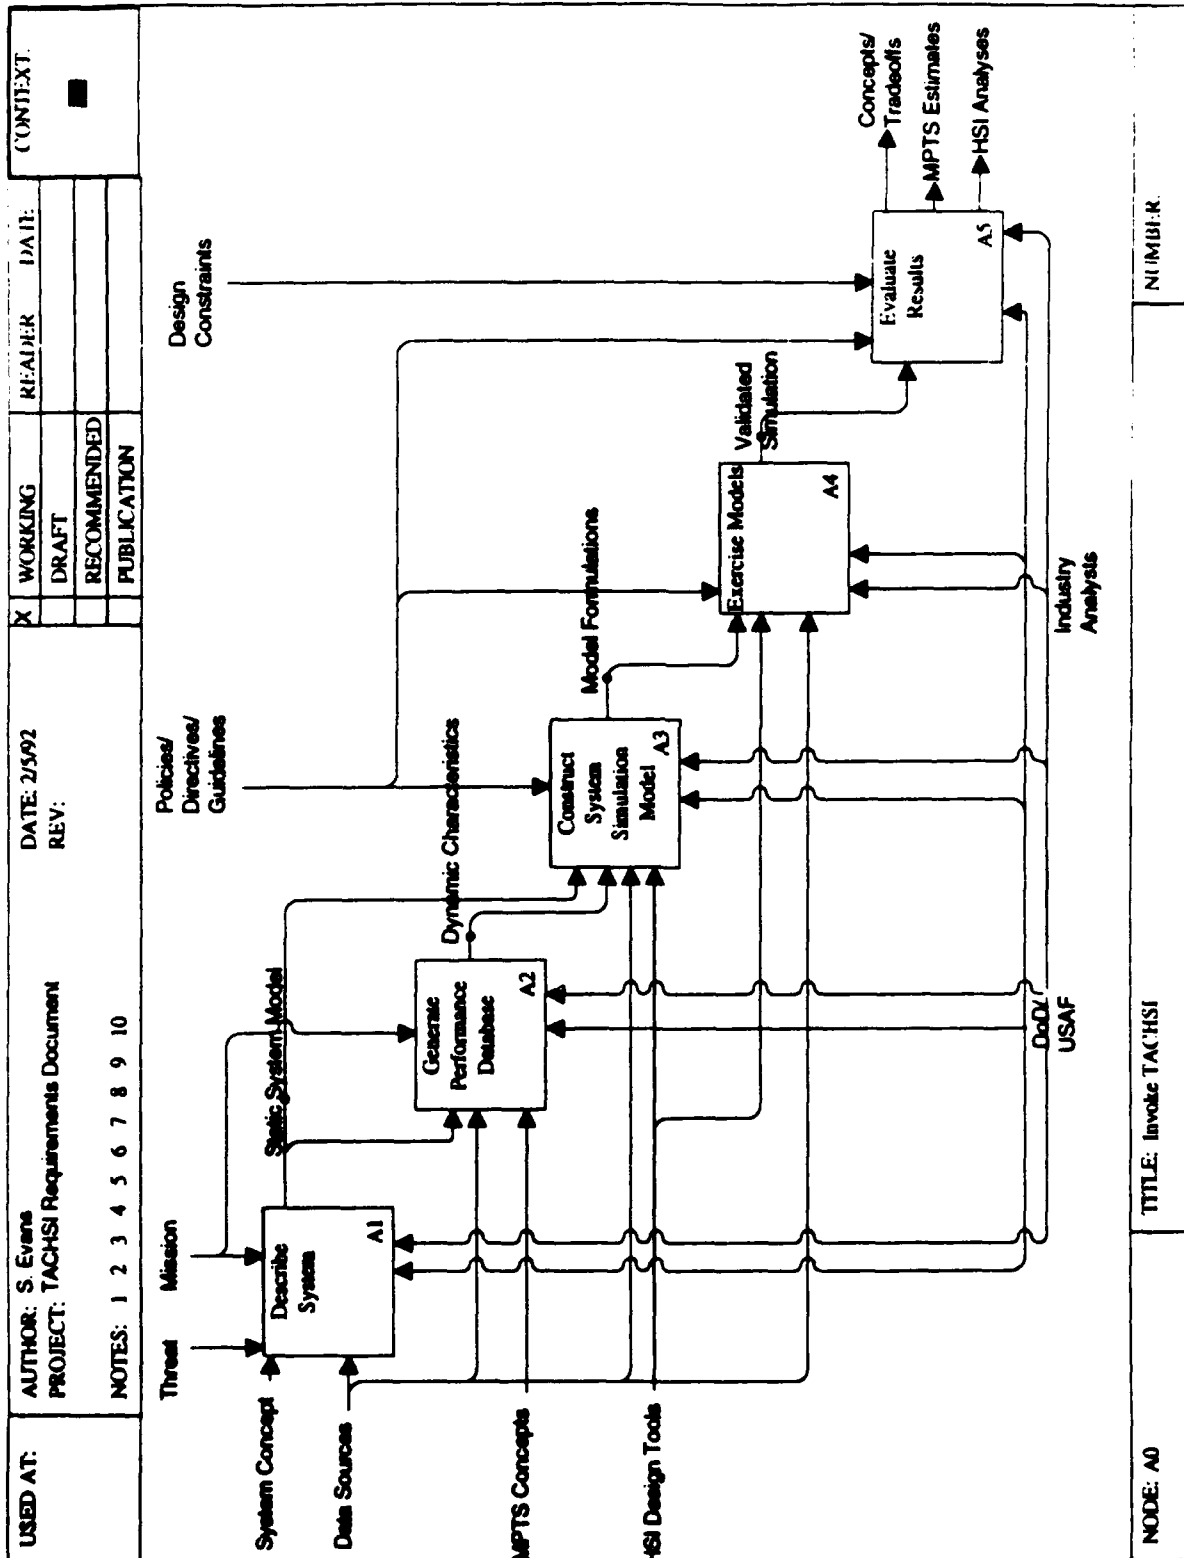 USED AT:
AUTHOR: S. Evans
PROJECT: TACHSI Requirements Document
NOTES: 1 2 3 4 5 6 7 8 9 10
DATE: 2/5/92
REV:
X WORKING
DRAFT
RECOMMENDED
PUBLICATION
READER DATE
CONTEXT:
Threat
Mission
Policies/
Directives/
Guidelines
Design
Constraints
System Concept
Data Sources
MPTS Concepts
HSI Design Tools
Describe
System
A1
Static System Model
Generate
Performance
Database
A2
Dynamic Characteristics
Construct
System
Simulation
Model
A3
Model Formulations
Exercise Models
A4
Validated
Simulation
Evaluate
Results
A5
Concepts/
Tradeoffs
MPTS Estimates
HSI Analyses
DoD/
USAF
Industry
Analysts
NODE: A0
TITLE: Invoke TACHSI
NUMBER: